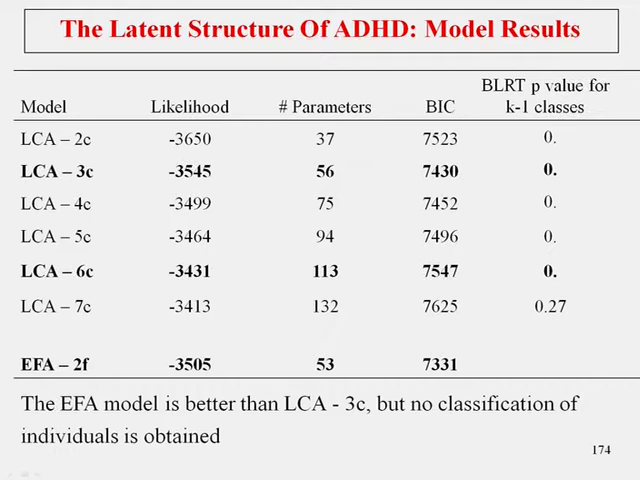 The Latent Structure Of ADHD: Model Results
BLRT p value for
Model Likelihood # Parameters BIC k-1 classes
LCA – 2c -3650 37 7523 0.
LCA – 3c -3545 56 7430 0.
LCA – 4c -3499 75 7452 0.
LCA – 5c -3464 94 7496 0.
LCA – 6c -3431 113 7547 0.
LCA – 7c -3413 132 7625 0.27
EFA – 2f -3505 53 7331
The EFA model is better than LCA - 3c, but no classification of
individuals is obtained
174